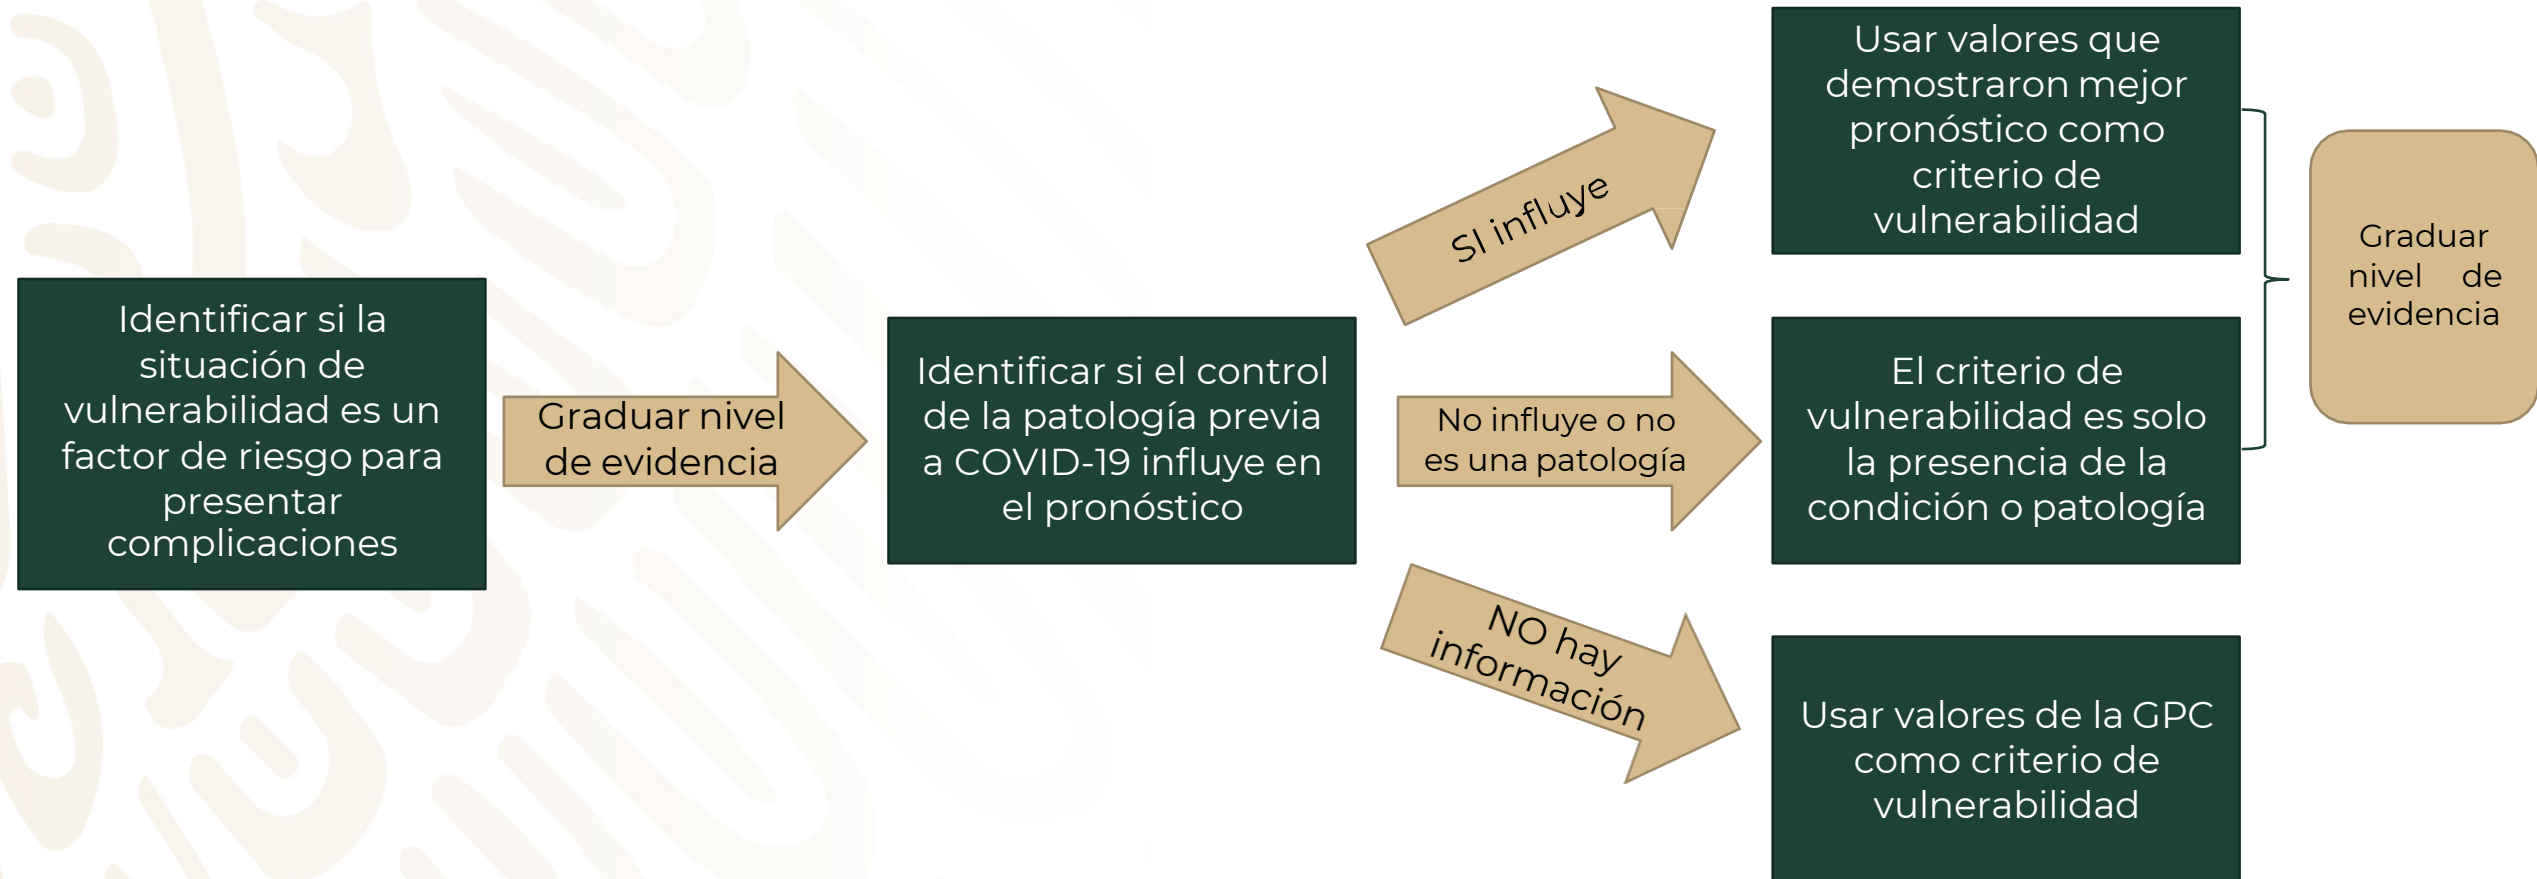 Identificar si la
situación de
vulnerabilidad es un
factor de riesgo para
presentar
complicaciones
Graduar nivel
de evidencia
Identificar si el control
de la patología previa
a COVID-19 influye en
el pronóstico
SI influye
Usar valores que
demostraron mejor
pronóstico como
criterio de
vulnerabilidad
No influye o no
es una patología
El criterio de
vulnerabilidad es solo
la presencia de la
condición o patología
NO hay
información
Usar valores de la GPC
como criterio de
vulnerabilidad
Graduar
nivel de
evidencia